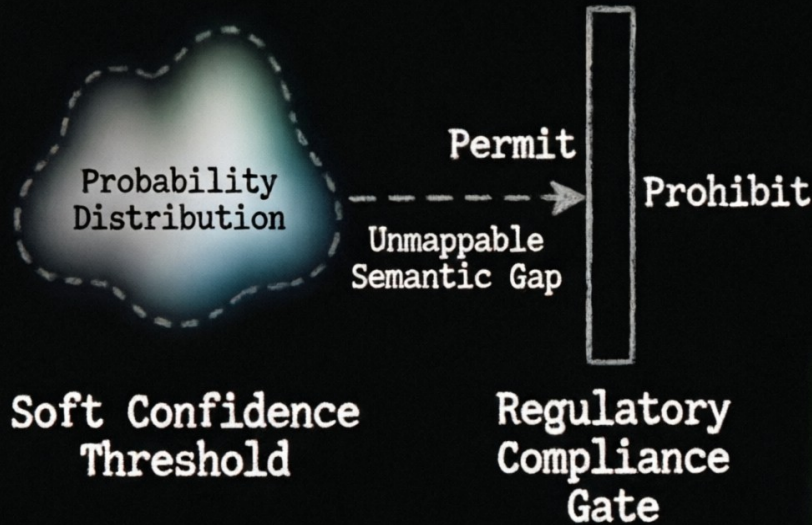 Probability
Distribution
Permit
Prohibit
Unmappable
Semantic Gap
Soft Confidence
Threshold
Regulatory
Compliance
Gate